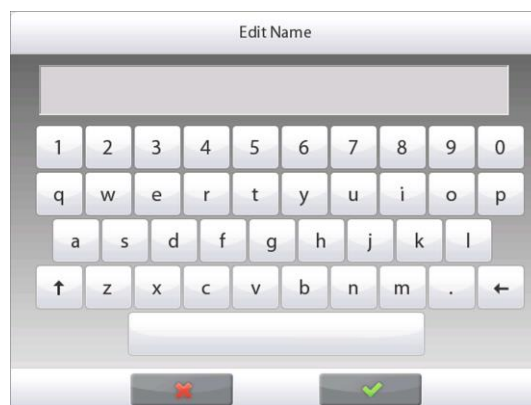 Edit Name
1 2 3 4 5 6 7 8 9 0
q w e r t y u i o p
a s d f g h j k l
↑ z x c v b n m . ←